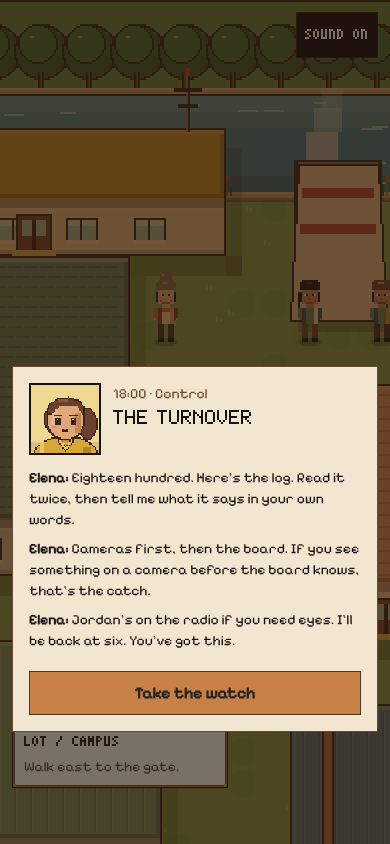 SOUND ON
18:00 · Control
THE TURNOVER
Elena: Eighteen hundred. Here's the log. Read it
twice, then tell me what it says in your own
words.
Elena: Cameras first, then the board. If you see
something on a camera before the board knows,
that's the catch.
Elena: Jordan's on the radio if you need eyes. I'll
be back at six. You've got this.
Take the watch
LOT / CAMPUS
Walk east to the gate.